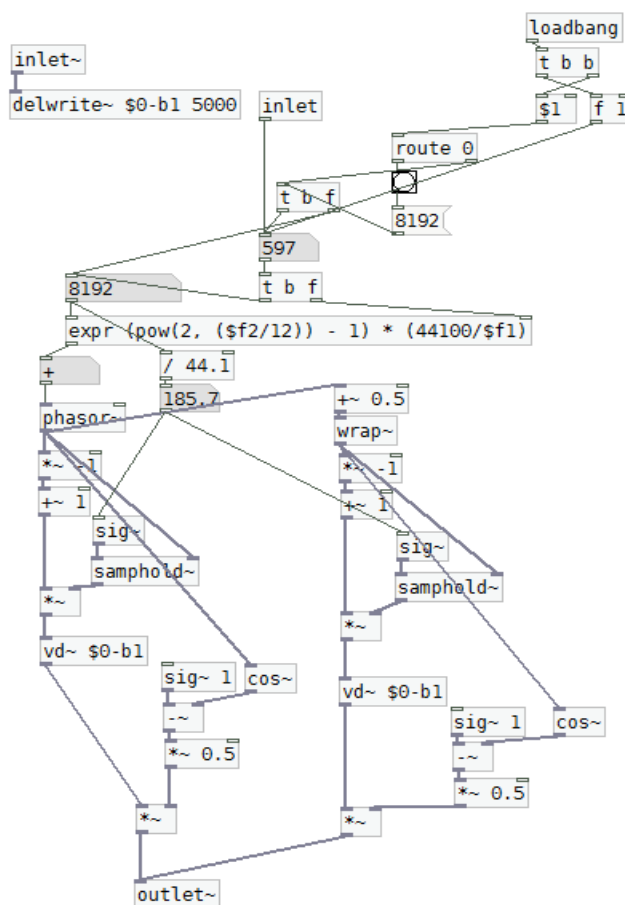 loadbang
inlet~
t b b
delwrite~ $0-b1 5000
inlet
$1
f 1
route 0
t b f
8192
597
8192
t b f
expr (pow(2, ($f2/12)) - 1) * (44100/$f1)
+
/ 44.1
185.7
+~ 0.5
phasor~
wrap~
*~ -1
*~ -1
+~ 1
+~ 1
sig~
sig~
samphold~
samphold~
*~
*~
vd~ $0-b1
sig~ 1
cos~
vd~ $0-b1
-~
sig~ 1
cos~
*~ 0.5
-~
*~ 0.5
*~
*~
outlet~